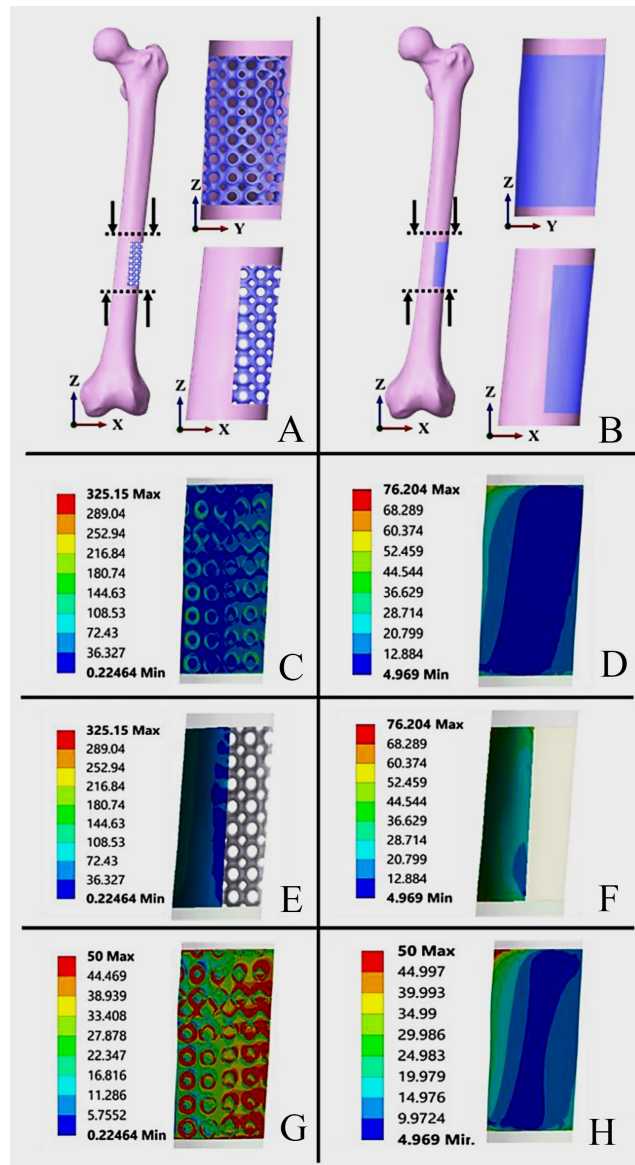 Z
Y
Z
X
Z
X
A
Z
Y
Z
X
Z
X
B
325.15 Max
289.04
252.94
216.84
180.74
144.63
108.53
72.43
36.327
0.22464 Min
C
76.204 Max
68.289
60.374
52.459
44.544
36.629
28.714
20.799
12.884
4.969 Min
D
325.15 Max
289.04
252.94
216.84
180.74
144.63
108.53
72.43
36.327
0.22464 Min
E
76.204 Max
68.289
60.374
52.459
44.544
36.629
28.714
20.799
12.884
4.969 Min
F
50 Max
44.469
38.939
33.408
27.878
22.347
16.816
11.286
5.7552
0.22464 Min
G
50 Max
44.997
39.993
34.99
29.986
24.983
19.979
14.976
9.9724
4.969 Mir.
H